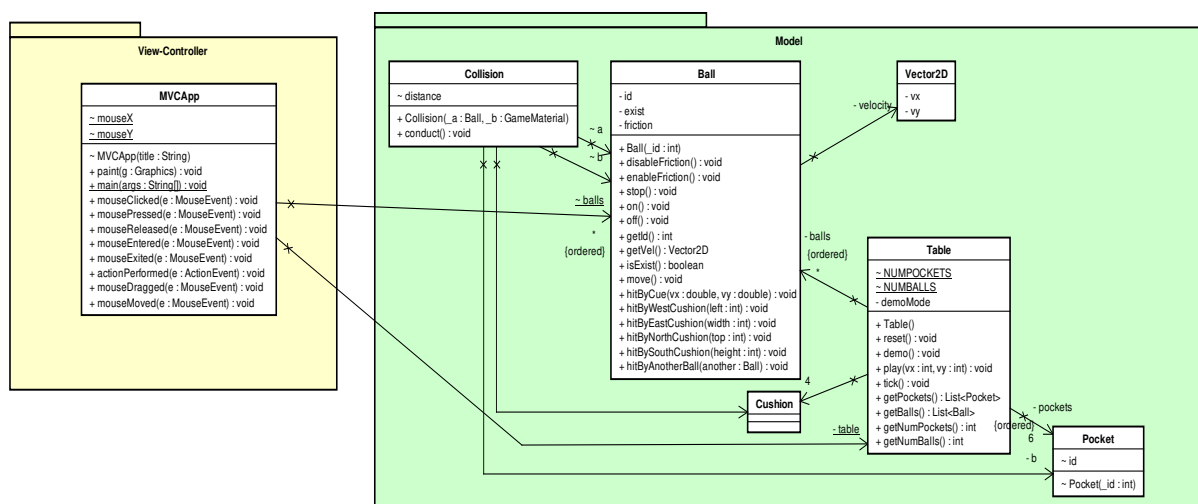 View-Controller
MVCApp
~ mouseX
~ mouseY
~ MVCApp(title : String)
+ paint(g : Graphics) : void
+ main(args : String[]) : void
+ mouseClicked(e : MouseEvent) : void
+ mousePressed(e : MouseEvent) : void
+ mouseReleased(e : MouseEvent) : void
+ mouseEntered(e : MouseEvent) : void
+ mouseExited(e : MouseEvent) : void
+ actionPerformed(e : ActionEvent) : void
+ mouseDragged(e : MouseEvent) : void
+ mouseMoved(e : MouseEvent) : void
Model
Collision
~ distance
+ Collision(_a : Ball, _b : GameMaterial)
+ conduct() : void
~ a
~ b
~ balls
*
{ordered}
Ball
- id
- exist
- friction
+ Ball(_id : int)
+ disableFriction() : void
+ enableFriction() : void
+ stop() : void
+ on() : void
+ off() : void
+ getId() : int
+ getVel() : Vector2D
+ isExist() : boolean
+ move() : void
+ hitByCue(vx : double, vy : double) : void
+ hitByWestCushion(left : int) : void
+ hitByEastCushion(width : int) : void
+ hitByNorthCushion(top : int) : void
+ hitBySouthCushion(height : int) : void
+ hitByAnotherBall(another : Ball) : void
- velocity
Vector2D
- vx
- vy
- balls
{ordered}
*
Table
~ NUMPOCKETS
~ NUMBALLS
- demoMode
+ Table()
+ reset() : void
+ demo() : void
+ play(vx : int, vy : int) : void
+ tick() : void
+ getPockets() : List<Pocket>
+ getBalls() : List<Ball>
+ getNumPockets() : int
+ getNumBalls() : int
4
Cushion
- table
- pockets
{ordered}
6
- b
Pocket
~ id
~ Pocket(_id : int)